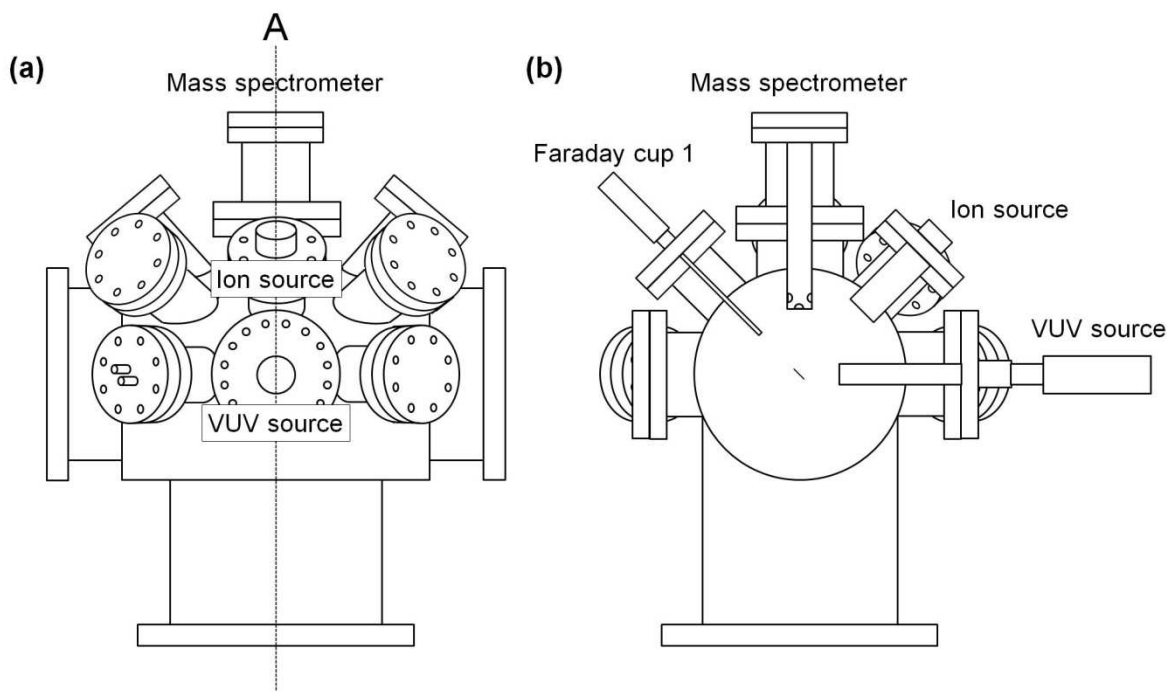 A
(a)
Mass spectrometer
Ion source
VUV source
(b)
Mass spectrometer
Faraday cup 1
Ion source
VUV source